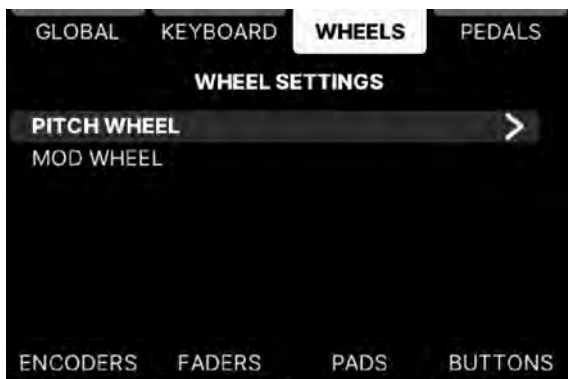 GLOBAL KEYBOARD WHEELS PEDALS
WHEEL SETTINGS
PITCH WHEEL
MOD WHEEL
ENCODERS FADERS PADS BUTTONS